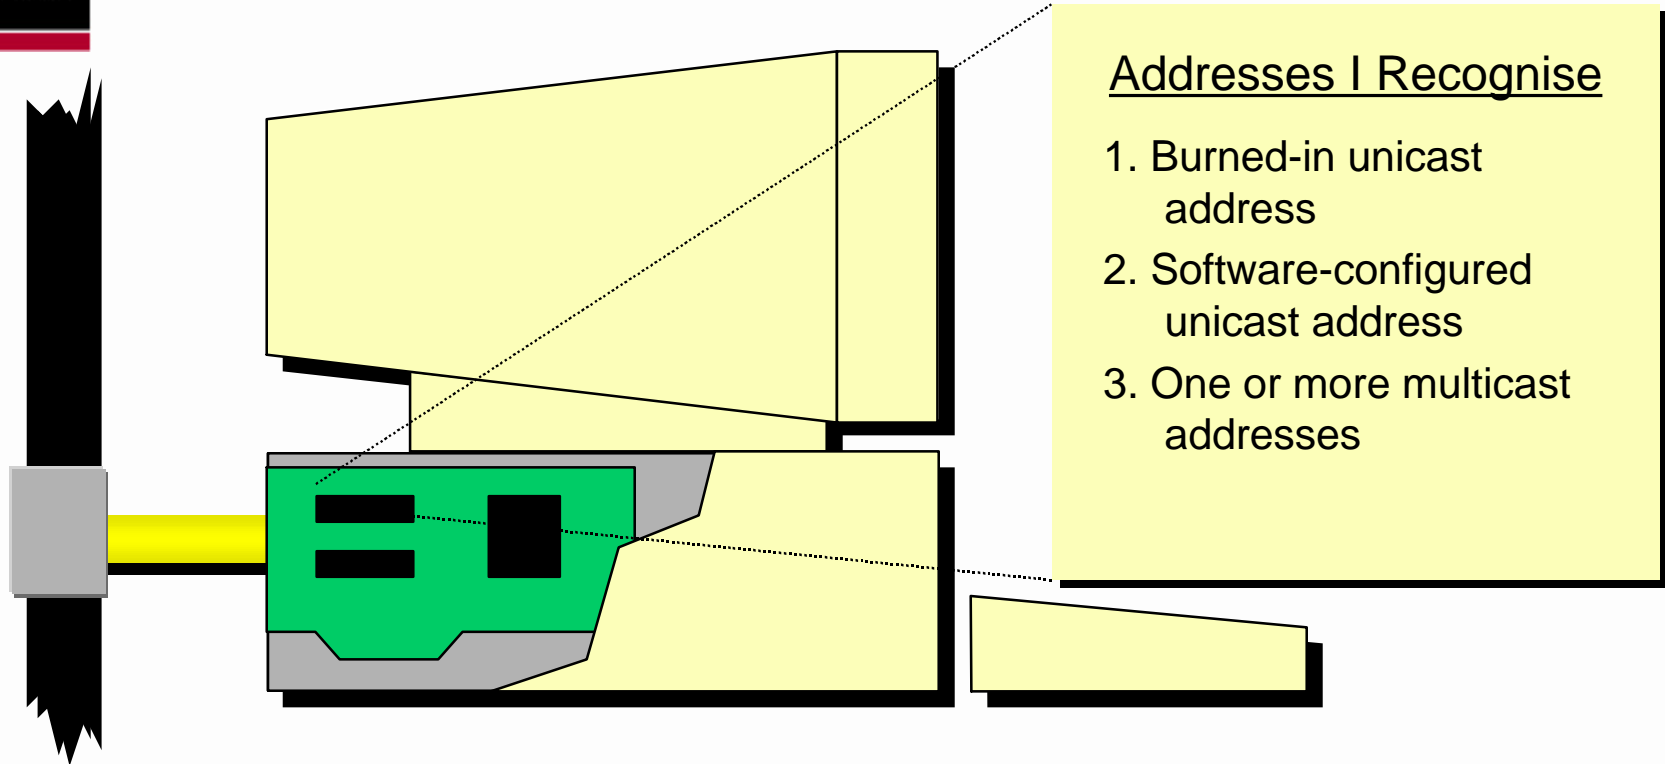 Addresses I Recognise
1. Burned-in unicast
address
2. Software-configured
unicast address
3. One or more multicast
addresses